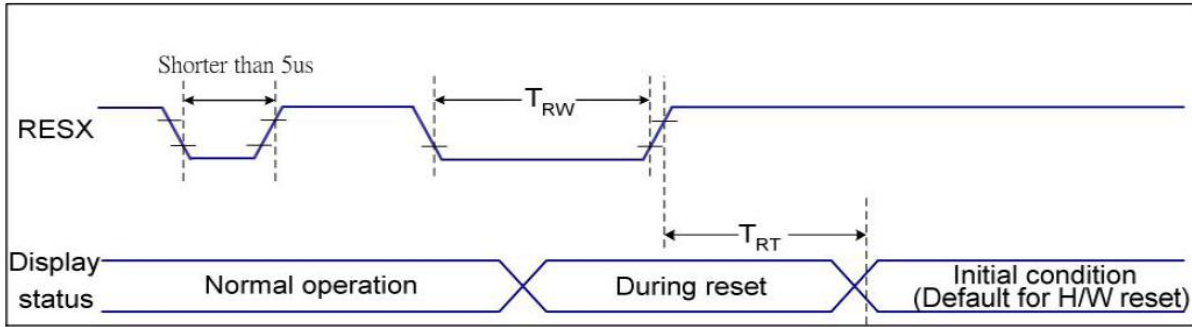 Shorter than 5us
RESX
TRW
TRT
Display
status
Normal operation
During reset
Initial condition
(Default for H/W reset)